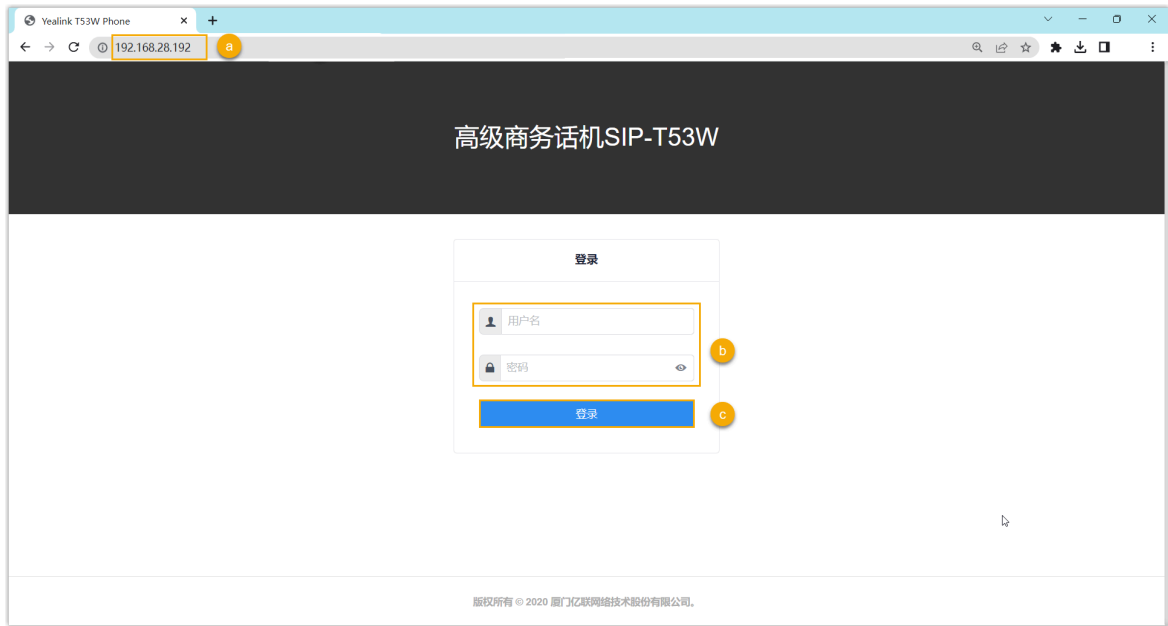 Yealink T53W Phone
192.168.28.192
a
高级商务话机SIP-T53W
登录
用户名
b
密码
登录
c
版权所有 © 2020 厦门亿联网络技术股份有限公司。